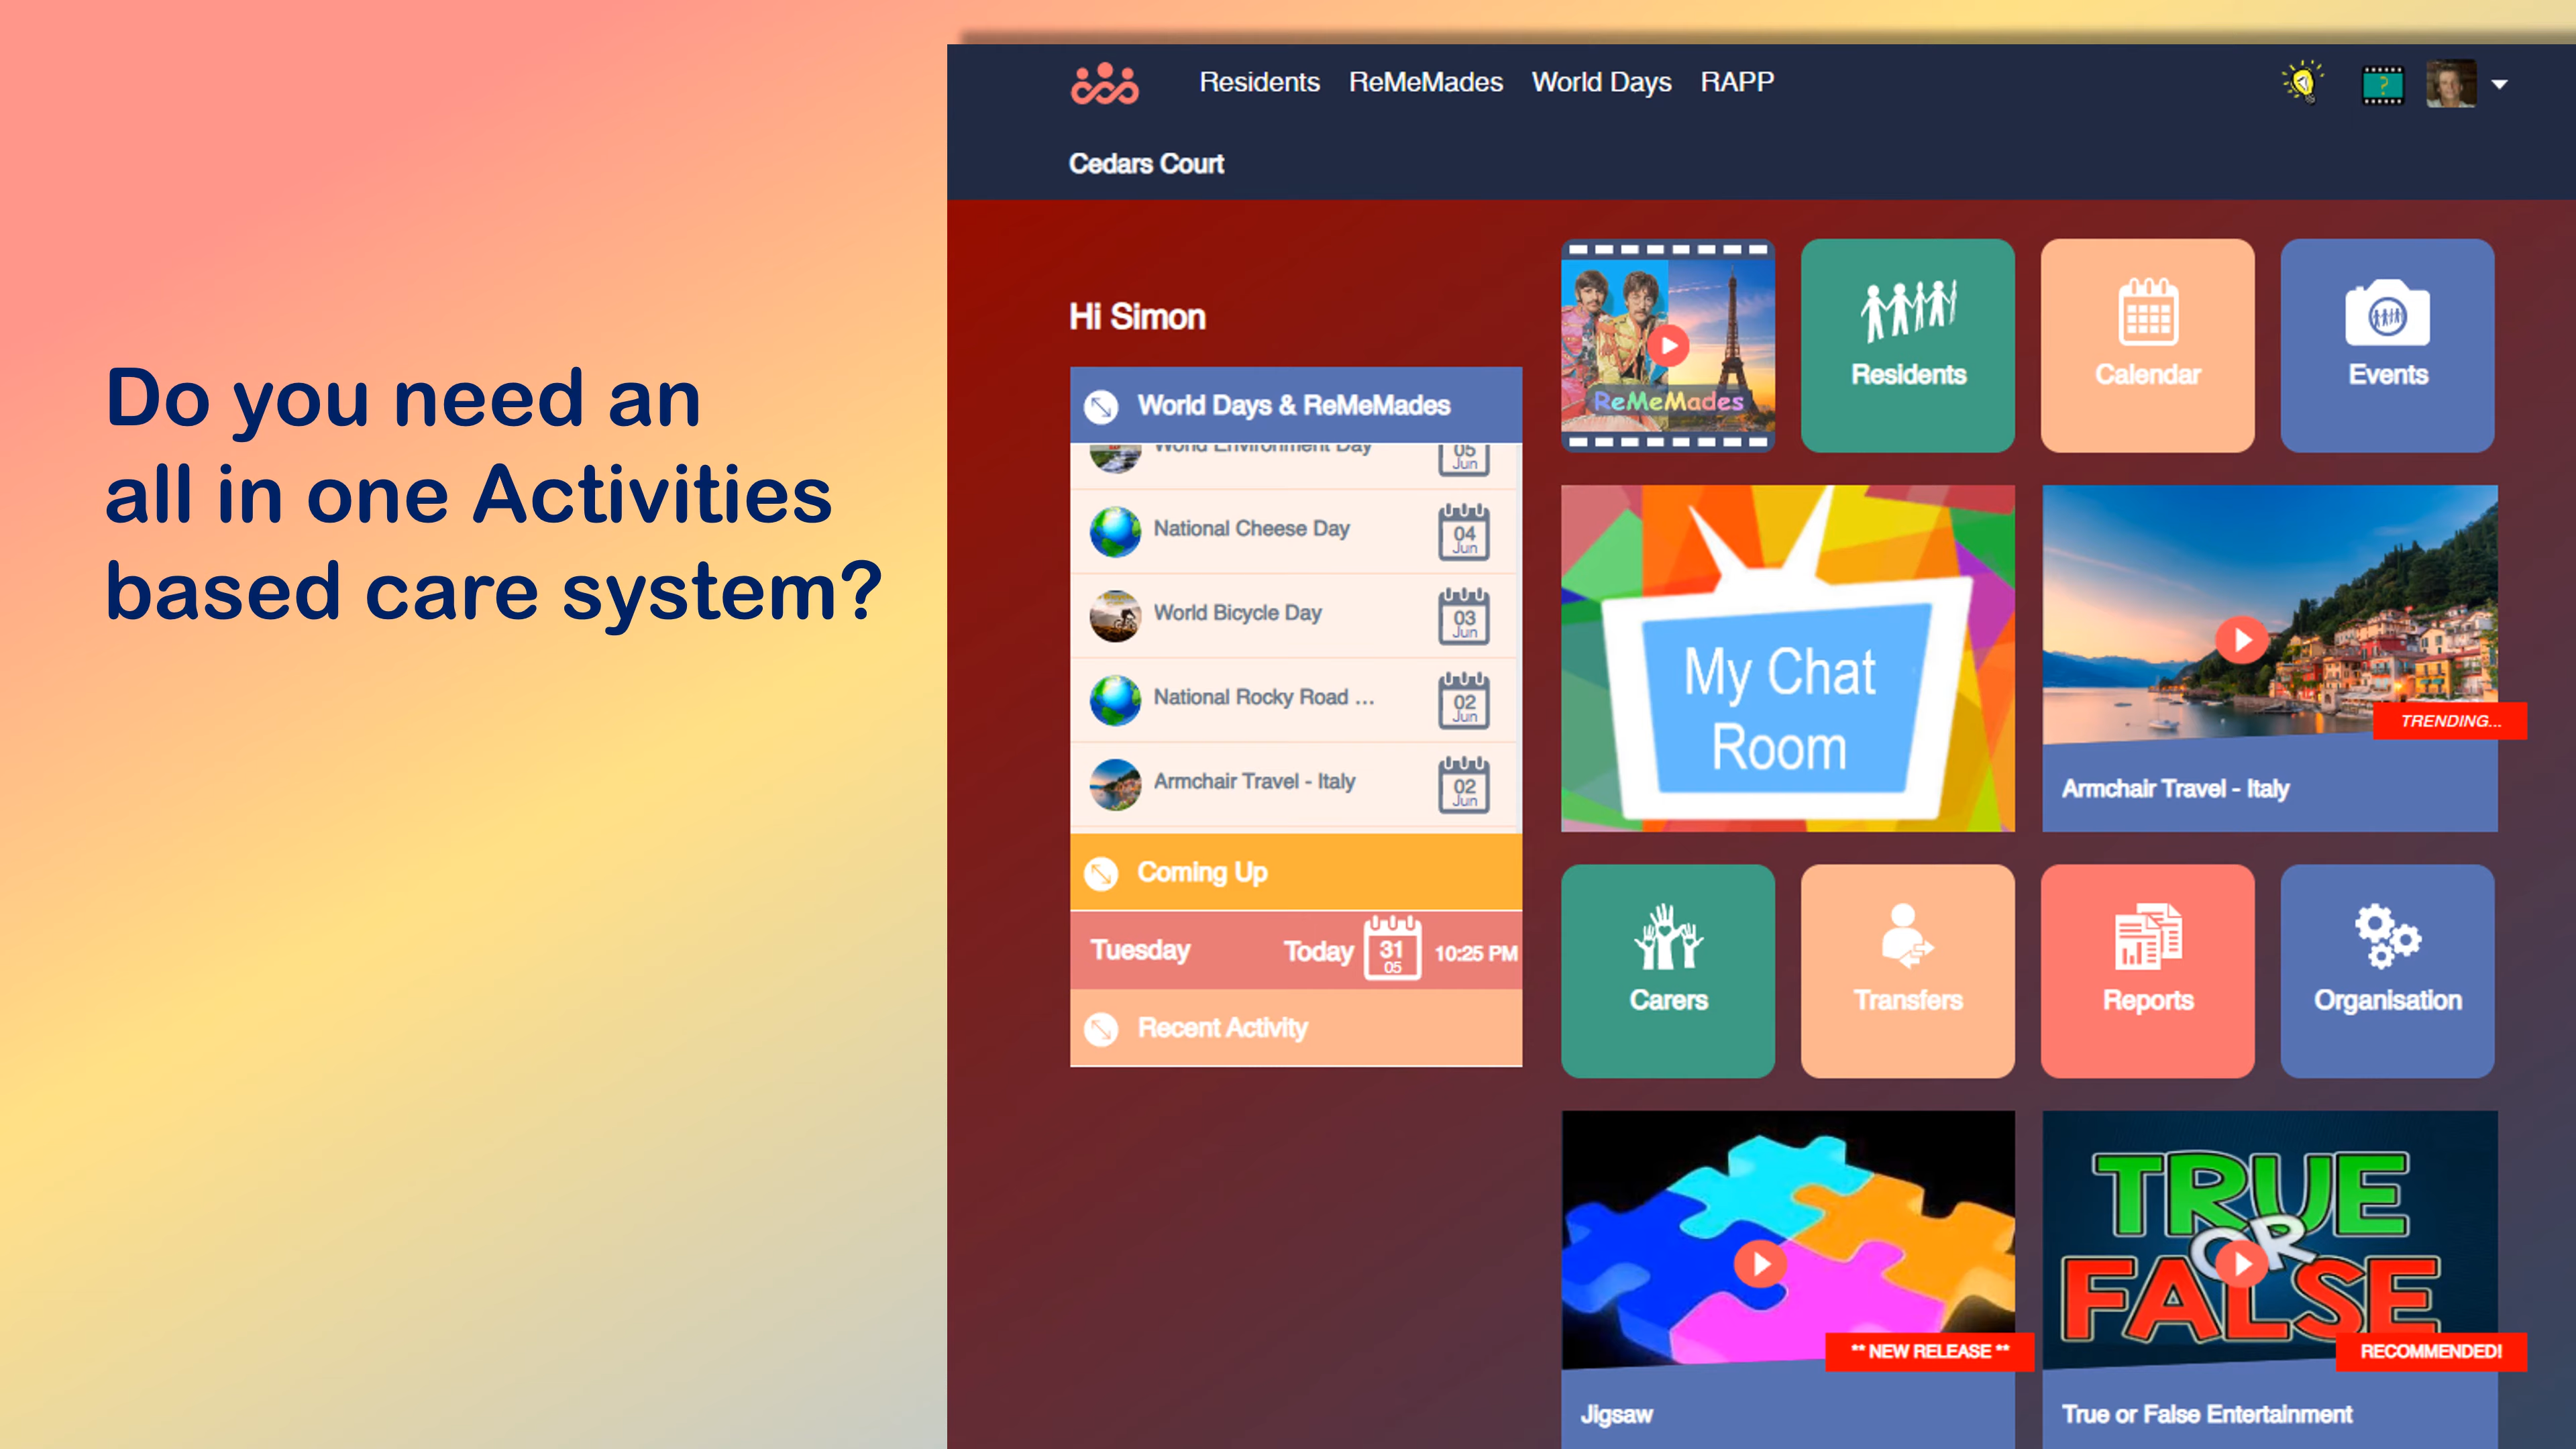 Do you need an
all in one Activities
based care system?
Residents ReMeMades World Days RAPP
?
Cedars Court
Hi Simon
World Days & ReMeMades
World Environment Day 05 Jun
National Cheese Day 04 Jun
World Bicycle Day 03 Jun
National Rocky Road ... 02 Jun
Armchair Travel - Italy 02 Jun
Coming Up
Tuesday Today 31 05 10:25 PM
Recent Activity
ReMeMades
Residents
Calendar
Events
My Chat
Room
TRENDING...
Armchair Travel - Italy
Carers
Transfers
Reports
Organisation
** NEW RELEASE **
Jigsaw
TRUE
OR
FALSE
RECOMMENDED!
True or False Entertainment